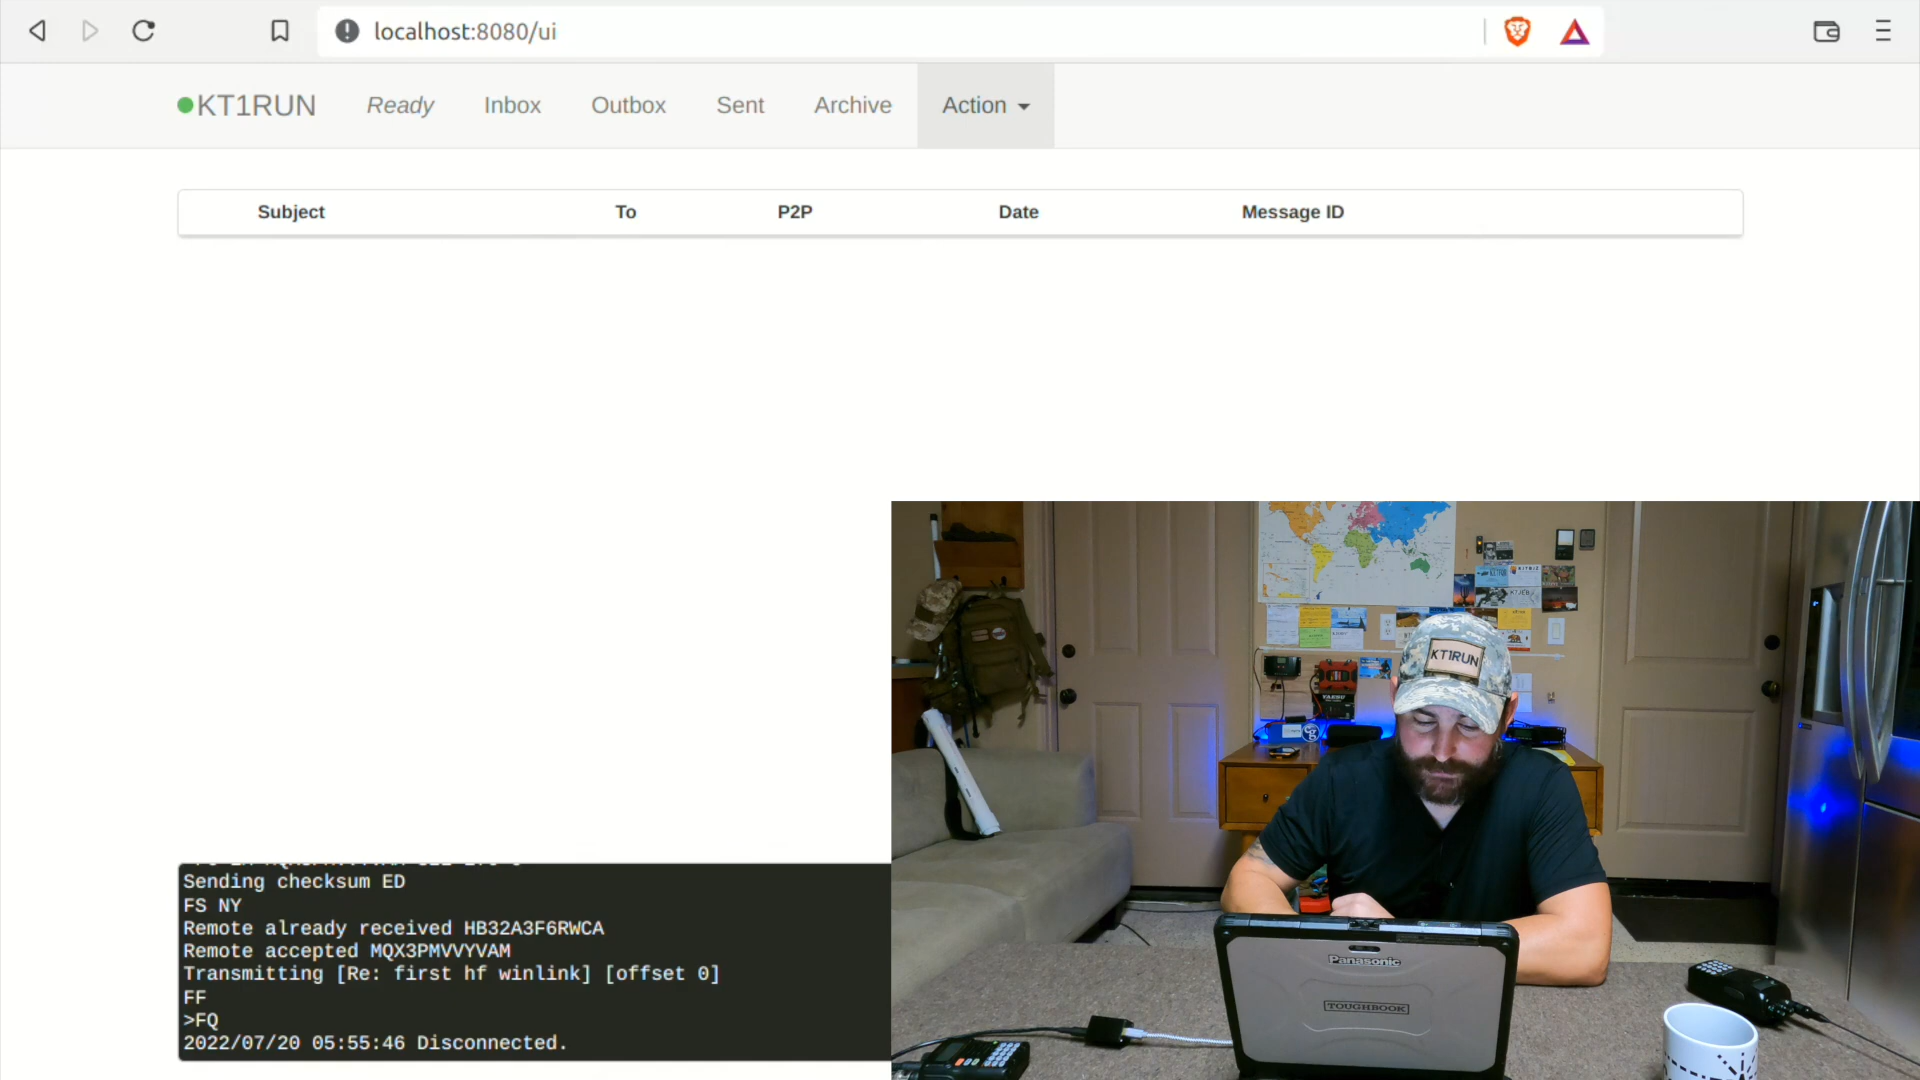 localhost:8080/ui
KT1RUN Ready Inbox Outbox Sent Archive Action
Subject To P2P Date Message ID
Sending checksum ED
FS NY
Remote already received HB32A3F6RWCA
Remote accepted MQX3PMVVYVAM
Transmitting [Re: first hf winlink] [offset 0]
FF
>FQ
2022/07/20 05:55:46 Disconnected.
KT1RUN
YAESU
Panasonic
TOUGHBOOK